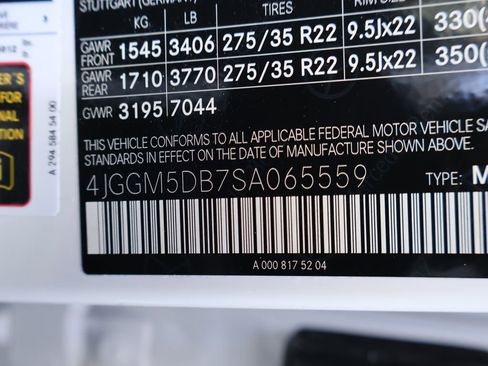 STUTTGART (GERMANY)
KG LB TIRES RIM SIZE
GAWR FRONT 1545 3406 275/35 R22 9.5Jx22 330(
GAWR REAR 1710 3770 275/35 R22 9.5Jx22 350(
GVWR 3195 7044
THIS VEHICLE CONFORMS TO ALL APPLICABLE FEDERAL MOTOR VEHICLE SA
STANDARDS IN EFFECT ON THE DATE OF MANUFACTURE SHOWN ABOVE.
4JGGM5DB7SA065559 TYPE: M
A 000 817 52 04
A 294 584 54 00